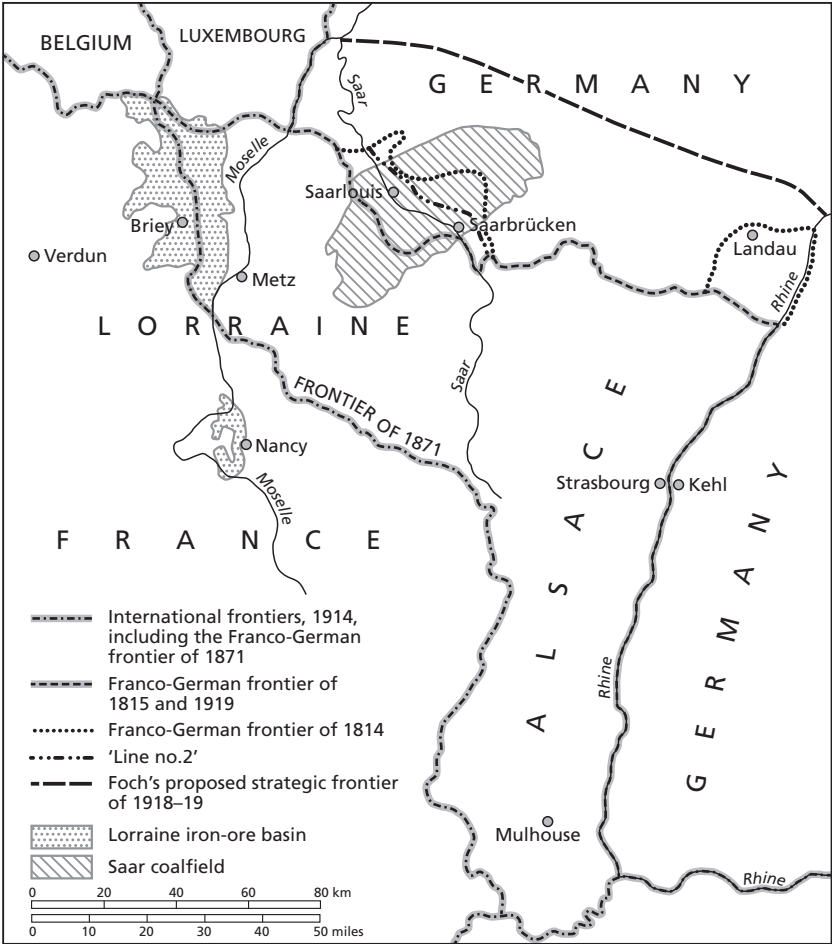 BELGIUM
LUXEMBOURG
G E R M A N Y
Saar
Moselle
Saarlouis
Saarbrücken
Briey
Landau
Verdun
Metz
Rhine
L O R R A I N E
Saar
FRONTIER OF 1871
Nancy
Moselle
Strasbourg
Kehl
F R A N C E
A L S A C E
G E R M A N Y
Rhine
Mulhouse
Rhine
International frontiers, 1914,
including the Franco-German
frontier of 1871
Franco-German frontier of
1815 and 1919
Franco-German frontier of 1814
'Line no.2'
Foch's proposed strategic frontier
of 1918–19
Lorraine iron-ore basin
Saar coalfield
0 20 40 60 80 km
0 10 20 30 40 50 miles